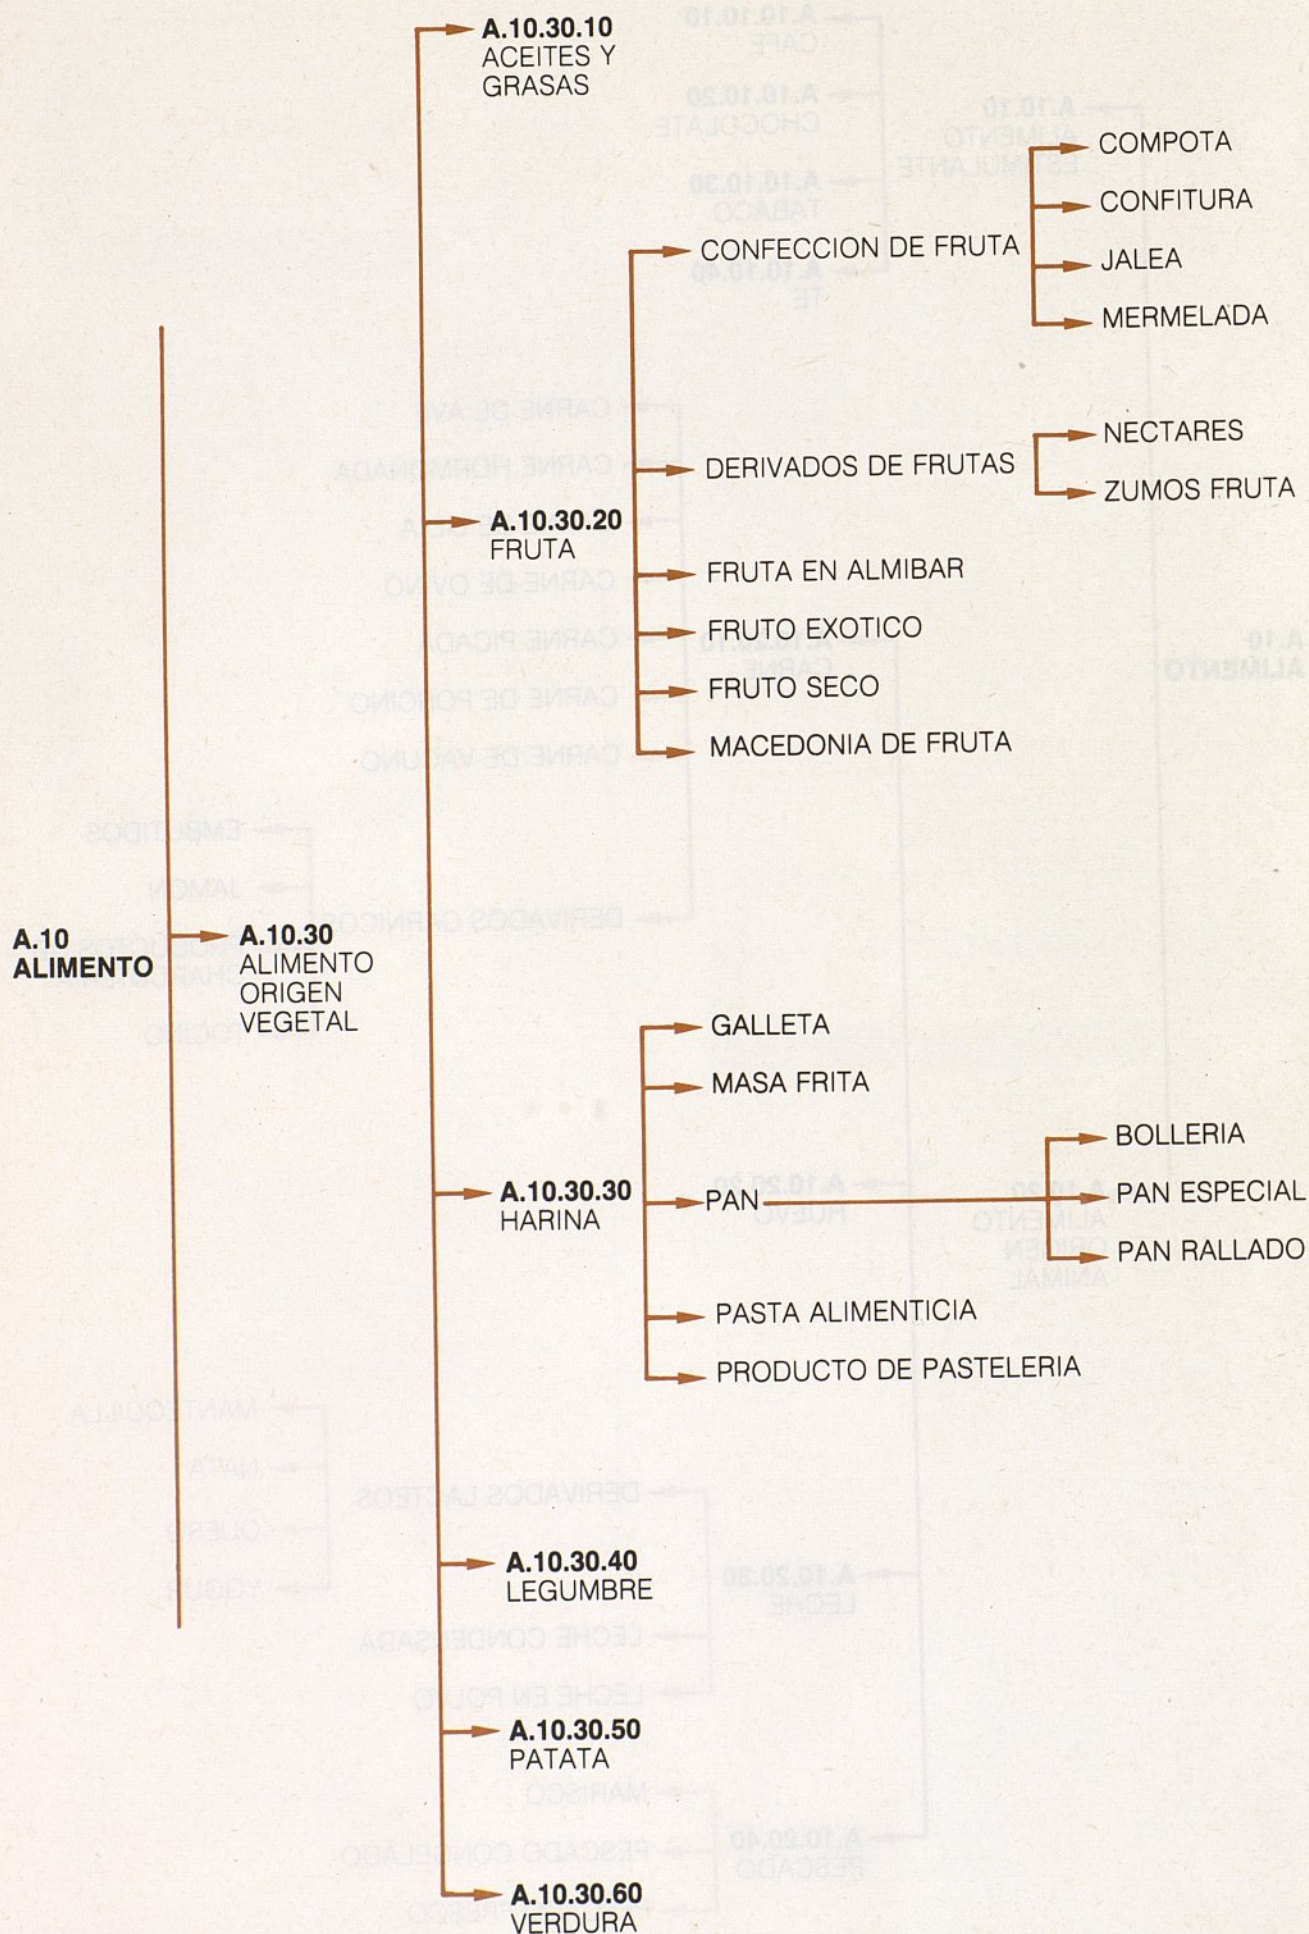 A.10
ALIMENTO
A.10.30
ALIMENTO
ORIGEN
VEGETAL
A.10.30.10
ACEITES Y
GRASAS
A.10.30.20
FRUTA
CONFECCION DE FRUTA
COMPOTA
CONFITURA
JALEA
MERMELADA
DERIVADOS DE FRUTAS
NECTARES
ZUMOS FRUTA
FRUTA EN ALMIBAR
FRUTO EXOTICO
FRUTO SECO
MACEDONIA DE FRUTA
A.10.30.30
HARINA
GALLETA
MASA FRITA
PAN
BOLLERIA
PAN ESPECIAL
PAN RALLADO
PASTA ALIMENTICIA
PRODUCTO DE PASTELERIA
A.10.30.40
LEGUMBRE
A.10.30.50
PATATA
A.10.30.60
VERDURA